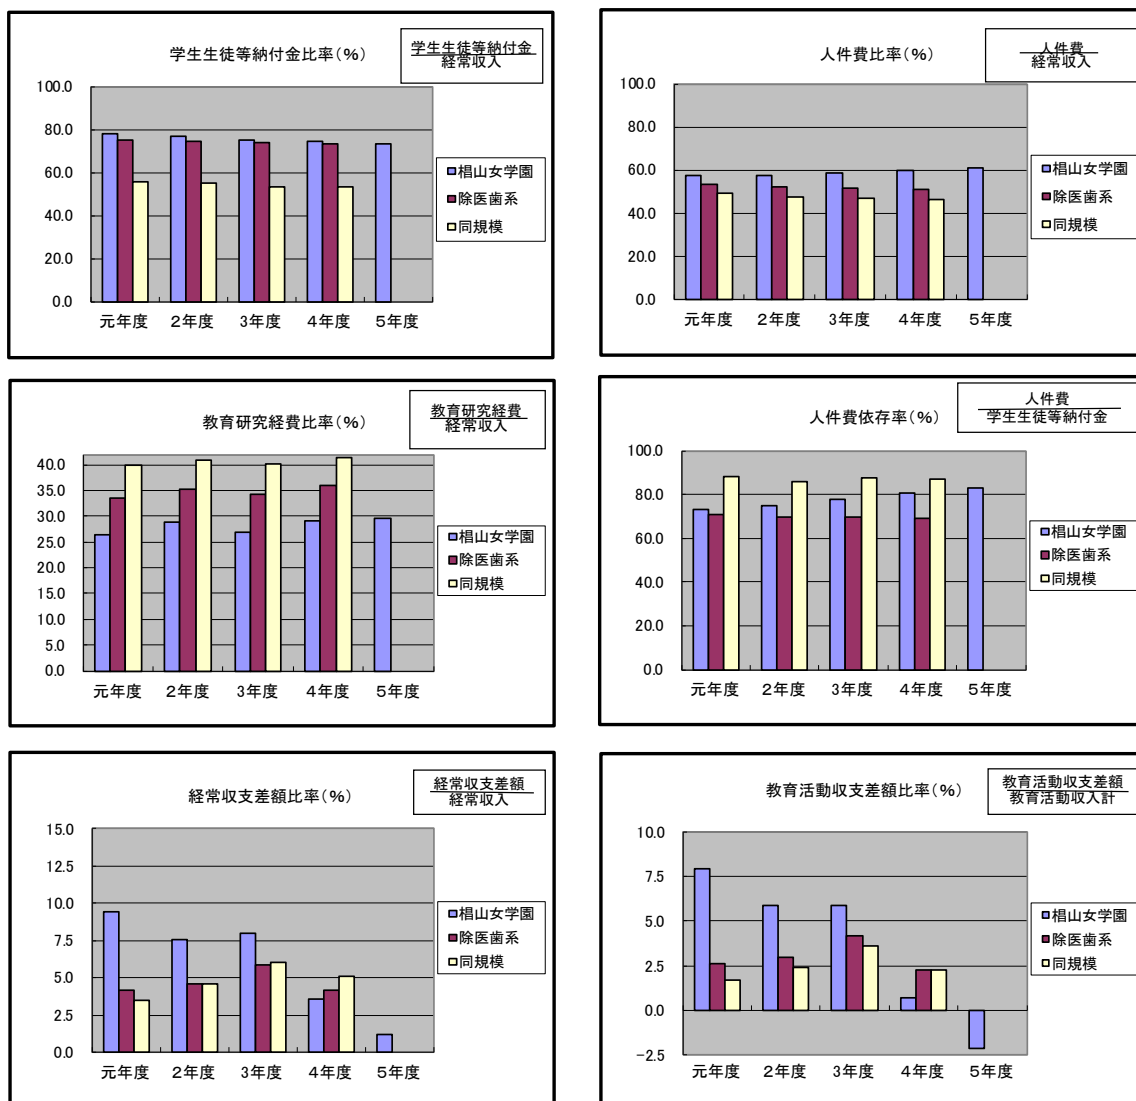 学生生徒等納付金比率(%)
学生生徒等納付金
経常収入
100.0
80.0
60.0
40.0
20.0
0.0
元年度
2年度
3年度
4年度
5年度
椙山女学園
除医歯系
同規模
人件費比率(%)
人件費
経常収入
100.0
80.0
60.0
40.0
20.0
0.0
元年度
2年度
3年度
4年度
5年度
椙山女学園
除医歯系
同規模
教育研究経費比率(%)
教育研究経費
経常収入
40.0
35.0
30.0
25.0
20.0
15.0
10.0
5.0
0.0
元年度
2年度
3年度
4年度
5年度
椙山女学園
除医歯系
同規模
人件費依存率(%)
人件費
学生生徒等納付金
100.0
80.0
60.0
40.0
20.0
0.0
元年度
2年度
3年度
4年度
5年度
椙山女学園
除医歯系
同規模
経常収支差額比率(%)
経常収支差額
経常収入
15.0
12.5
10.0
7.5
5.0
2.5
0.0
元年度
2年度
3年度
4年度
5年度
椙山女学園
除医歯系
同規模
教育活動収支差額比率(%)
教育活動収支差額
教育活動収入計
10.0
7.5
5.0
2.5
0.0
-2.5
元年度
2年度
3年度
4年度
5年度
椙山女学園
除医歯系
同規模